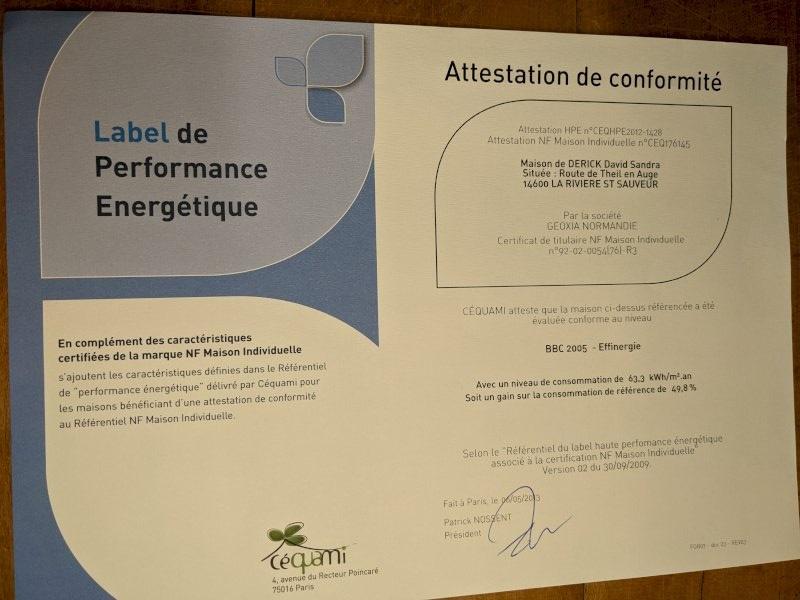 Label de
Performance
Energétique
En complément des caractéristiques
certifiées de la marque NF Maison Individuelle
s'ajoutent les caractéristiques définies dans le Référentiel
de "performance énergétique" délivré par Céquami pour
les maisons bénéficiant d'une attestation de conformité
au Référentiel NF Maison Individuelle.
céquami
4, avenue du Recteur Poincaré
75016 Paris
Attestation de conformité
Attestation HPE n°CEQHPE2012-1428
Attestation NF Maison Individuelle n°CEQ176145
Maison de DERICK David Sandra
Située : Route de Theil en Auge
14600 LA RIVIERE ST SAUVEUR
Par la société
GEOXIA NORMANDIE
Certificat de titulaire NF Maison Individuelle
n°92-02-0054(76)-R3
CÉQUAMI atteste que la maison ci-dessus référencée a été
évaluée conforme au niveau
BBC 2005 - Effinergie
Avec un niveau de consommation de 63,3 kWh/m².an
Soit un gain sur la consommation de référence de 49,8 %
Selon le "Référentiel du label haute perfomance énergétique
associé à la certification NF Maison Individuelle"
Version 02 du 30/09/2009.
Fait à Paris, le 06/05/2013
Patrick NOSSENT
Président